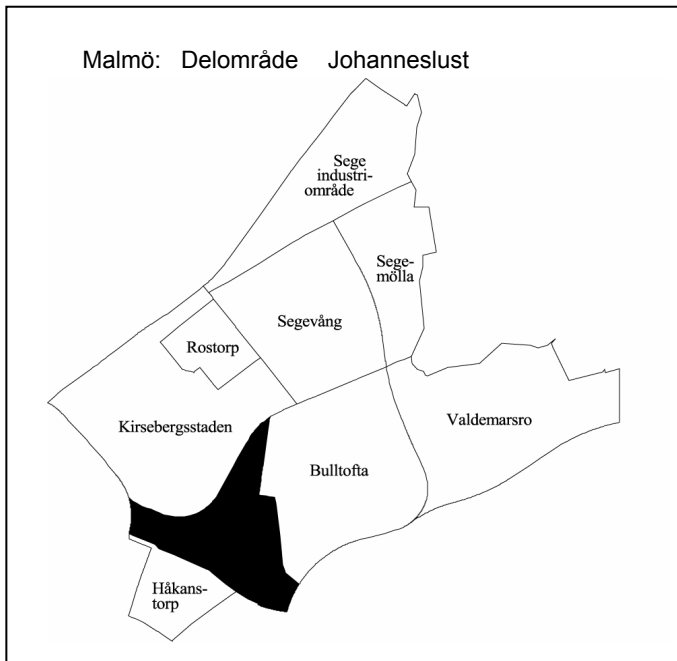 Malmö: Delområde Johanneslust
Sege
industri-
område
Sege-
mölla
Segevång
Rostorp
Valdemarsro
Kirsebergsstaden
Bulltofta
Håkans-
torp